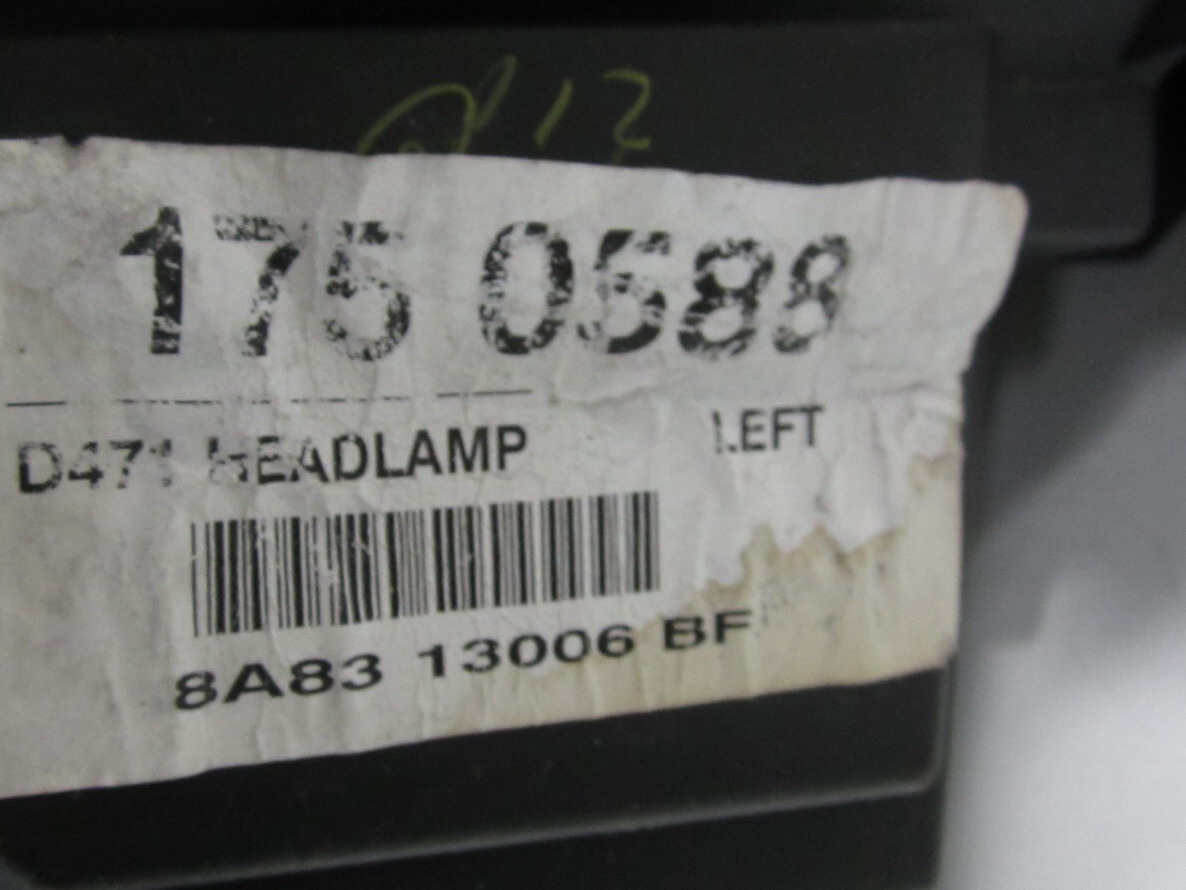 175 0588
D471 HEADLAMP LEFT
8A83 13006 BF